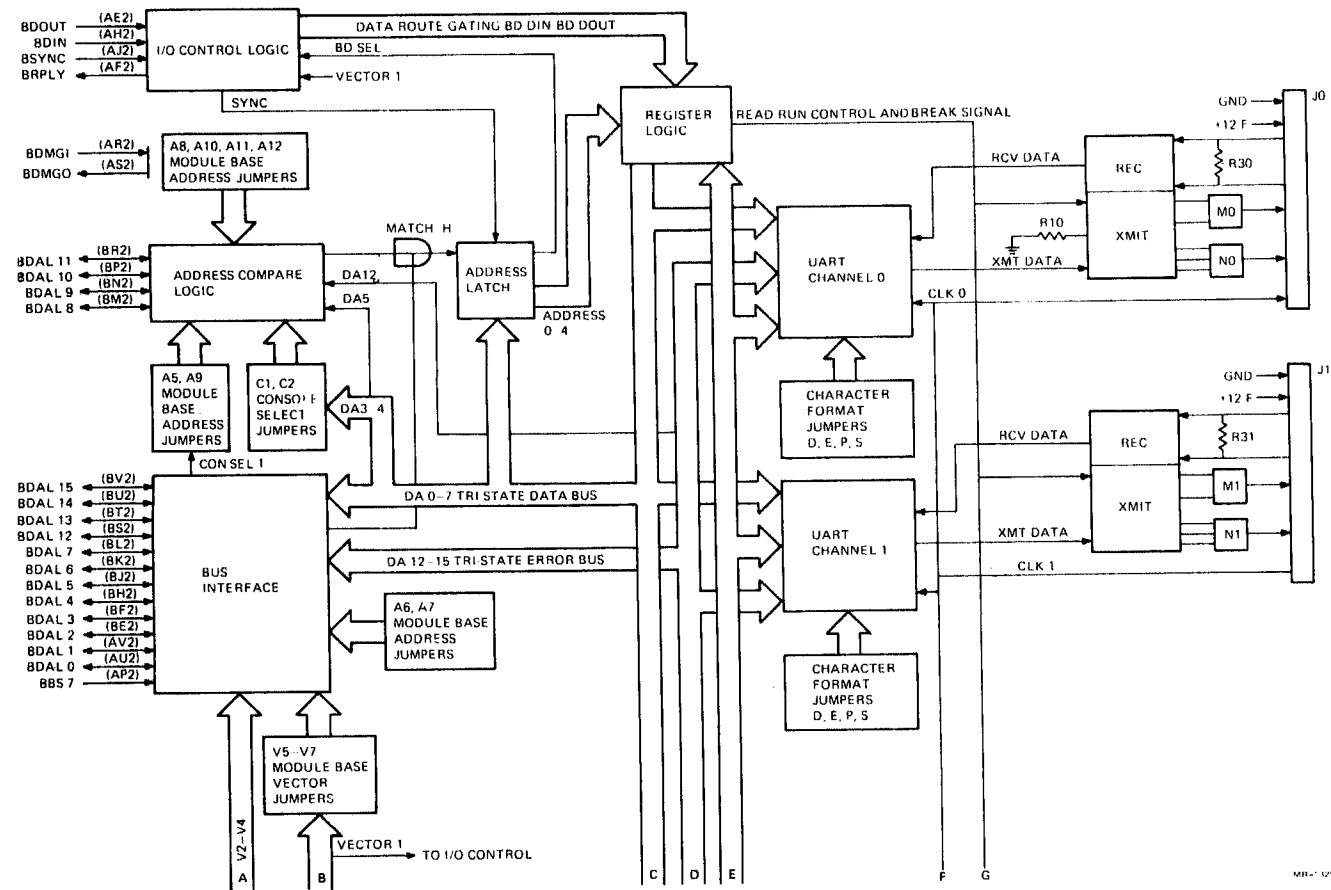 BDOUT (AE2)
BDIN (AH2)
BSYNC (AJ2)
BRPLY (AF2)
I/O CONTROL LOGIC
DATA ROUTE GATING BD DIN BD DOUT
BD SEL
VECTOR 1
SYNC
BDMGI (AR2)
BDMGO (AS2)
A8, A10, A11, A12
MODULE BASE
ADDRESS JUMPERS
REGISTER
LOGIC
READ RUN CONTROL AND BREAK SIGNAL
MATCH H
BDAL 11 (BR2)
BDAL 10 (BP2)
BDAL 9 (BN2)
BDAL 8 (BM2)
ADDRESS COMPARE
LOGIC
DA12
DA5
ADDRESS
LATCH
ADDRESS
0 4
A5, A9
MODULE
BASE
ADDRESS
JUMPERS
C1, C2
CONSOLE
SELECT
JUMPERS
DA3 4
CON SEL 1
BDAL 15 (BV2)
BDAL 14 (BU2)
BDAL 13 (BT2)
BDAL 12 (BS2)
BDAL 7 (BL2)
BDAL 6 (BK2)
BDAL 5 (BJ2)
BDAL 4 (BH2)
BDAL 3 (BF2)
BDAL 2 (BE2)
BDAL 1 (AV2)
BDAL 0 (AU2)
BBS 7 (AP2)
BUS
INTERFACE
DA 0-7 TRI STATE DATA BUS
DA 12-15 TRI-STATE ERROR BUS
A6, A7
MODULE BASE
ADDRESS
JUMPERS
V5-V7
MODULE BASE
VECTOR
JUMPERS
V2-V4
A
B
VECTOR 1
TO I/O CONTROL
C
D
E
F
G
UART
CHANNEL 0
CHARACTER
FORMAT
JUMPERS
D, E, P, S
RCV DATA
XMT DATA
CLK 0
REC
XMIT
R10
R30
M0
N0
GND
+12 F
J0
UART
CHANNEL 1
CHARACTER
FORMAT
JUMPERS
D, E, P, S
RCV DATA
XMT DATA
CLK 1
REC
XMIT
R31
M1
N1
GND
+12 F
J1